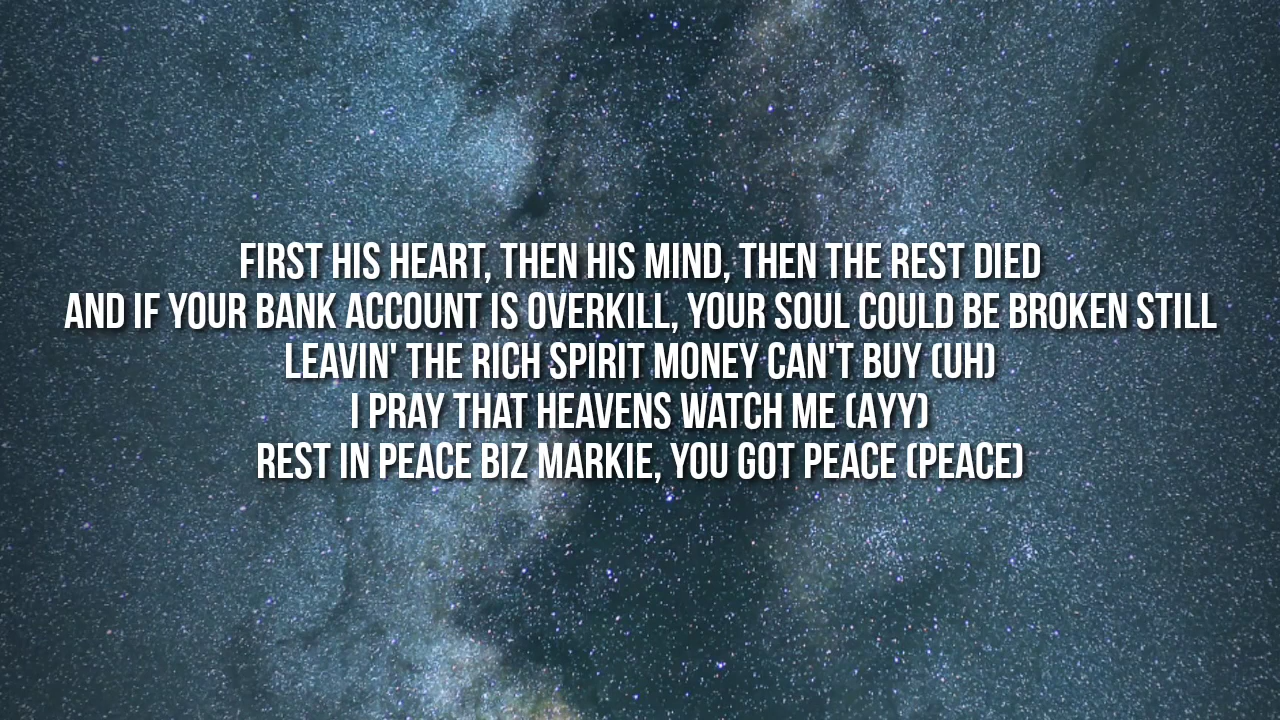 FIRST HIS HEART, THEN HIS MIND, THEN THE REST DIED
AND IF YOUR BANK ACCOUNT IS OVERKILL, YOUR SOUL COULD BE BROKEN STILL
LEAVIN' THE RICH SPIRIT MONEY CAN'T BUY (UH)
I PRAY THAT HEAVENS WATCH ME (AYY)
REST IN PEACE BIZ MARKIE, YOU GOT PEACE (PEACE)